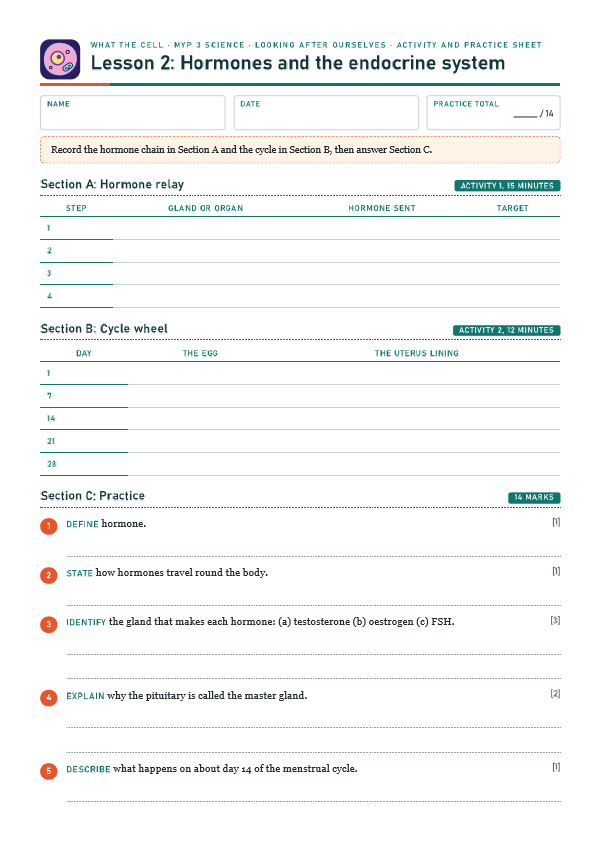 WHAT THE CELL · MYP 3 SCIENCE · LOOKING AFTER OURSELVES · ACTIVITY AND PRACTICE SHEET
Lesson 2: Hormones and the endocrine system
NAME
DATE
PRACTICE TOTAL
_____ / 14
Record the hormone chain in Section A and the cycle in Section B, then answer Section C.
Section A: Hormone relay
ACTIVITY 1, 15 MINUTES
STEP GLAND OR ORGAN HORMONE SENT TARGET
1
2
3
4
Section B: Cycle wheel
ACTIVITY 2, 12 MINUTES
DAY THE EGG THE UTERUS LINING
1
7
14
21
28
Section C: Practice
14 MARKS
1 DEFINE hormone. [1]
2 STATE how hormones travel round the body. [1]
3 IDENTIFY the gland that makes each hormone: (a) testosterone (b) oestrogen (c) FSH. [3]
4 EXPLAIN why the pituitary is called the master gland. [2]
5 DESCRIBE what happens on about day 14 of the menstrual cycle. [1]